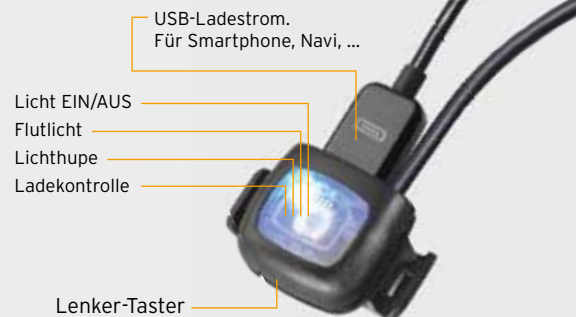 USB-Ladestrom.
Für Smartphone, Navi, ...
Licht EIN/AUS
Flutlicht
Lichthupe
Ladekontrolle
Lenker-Taster